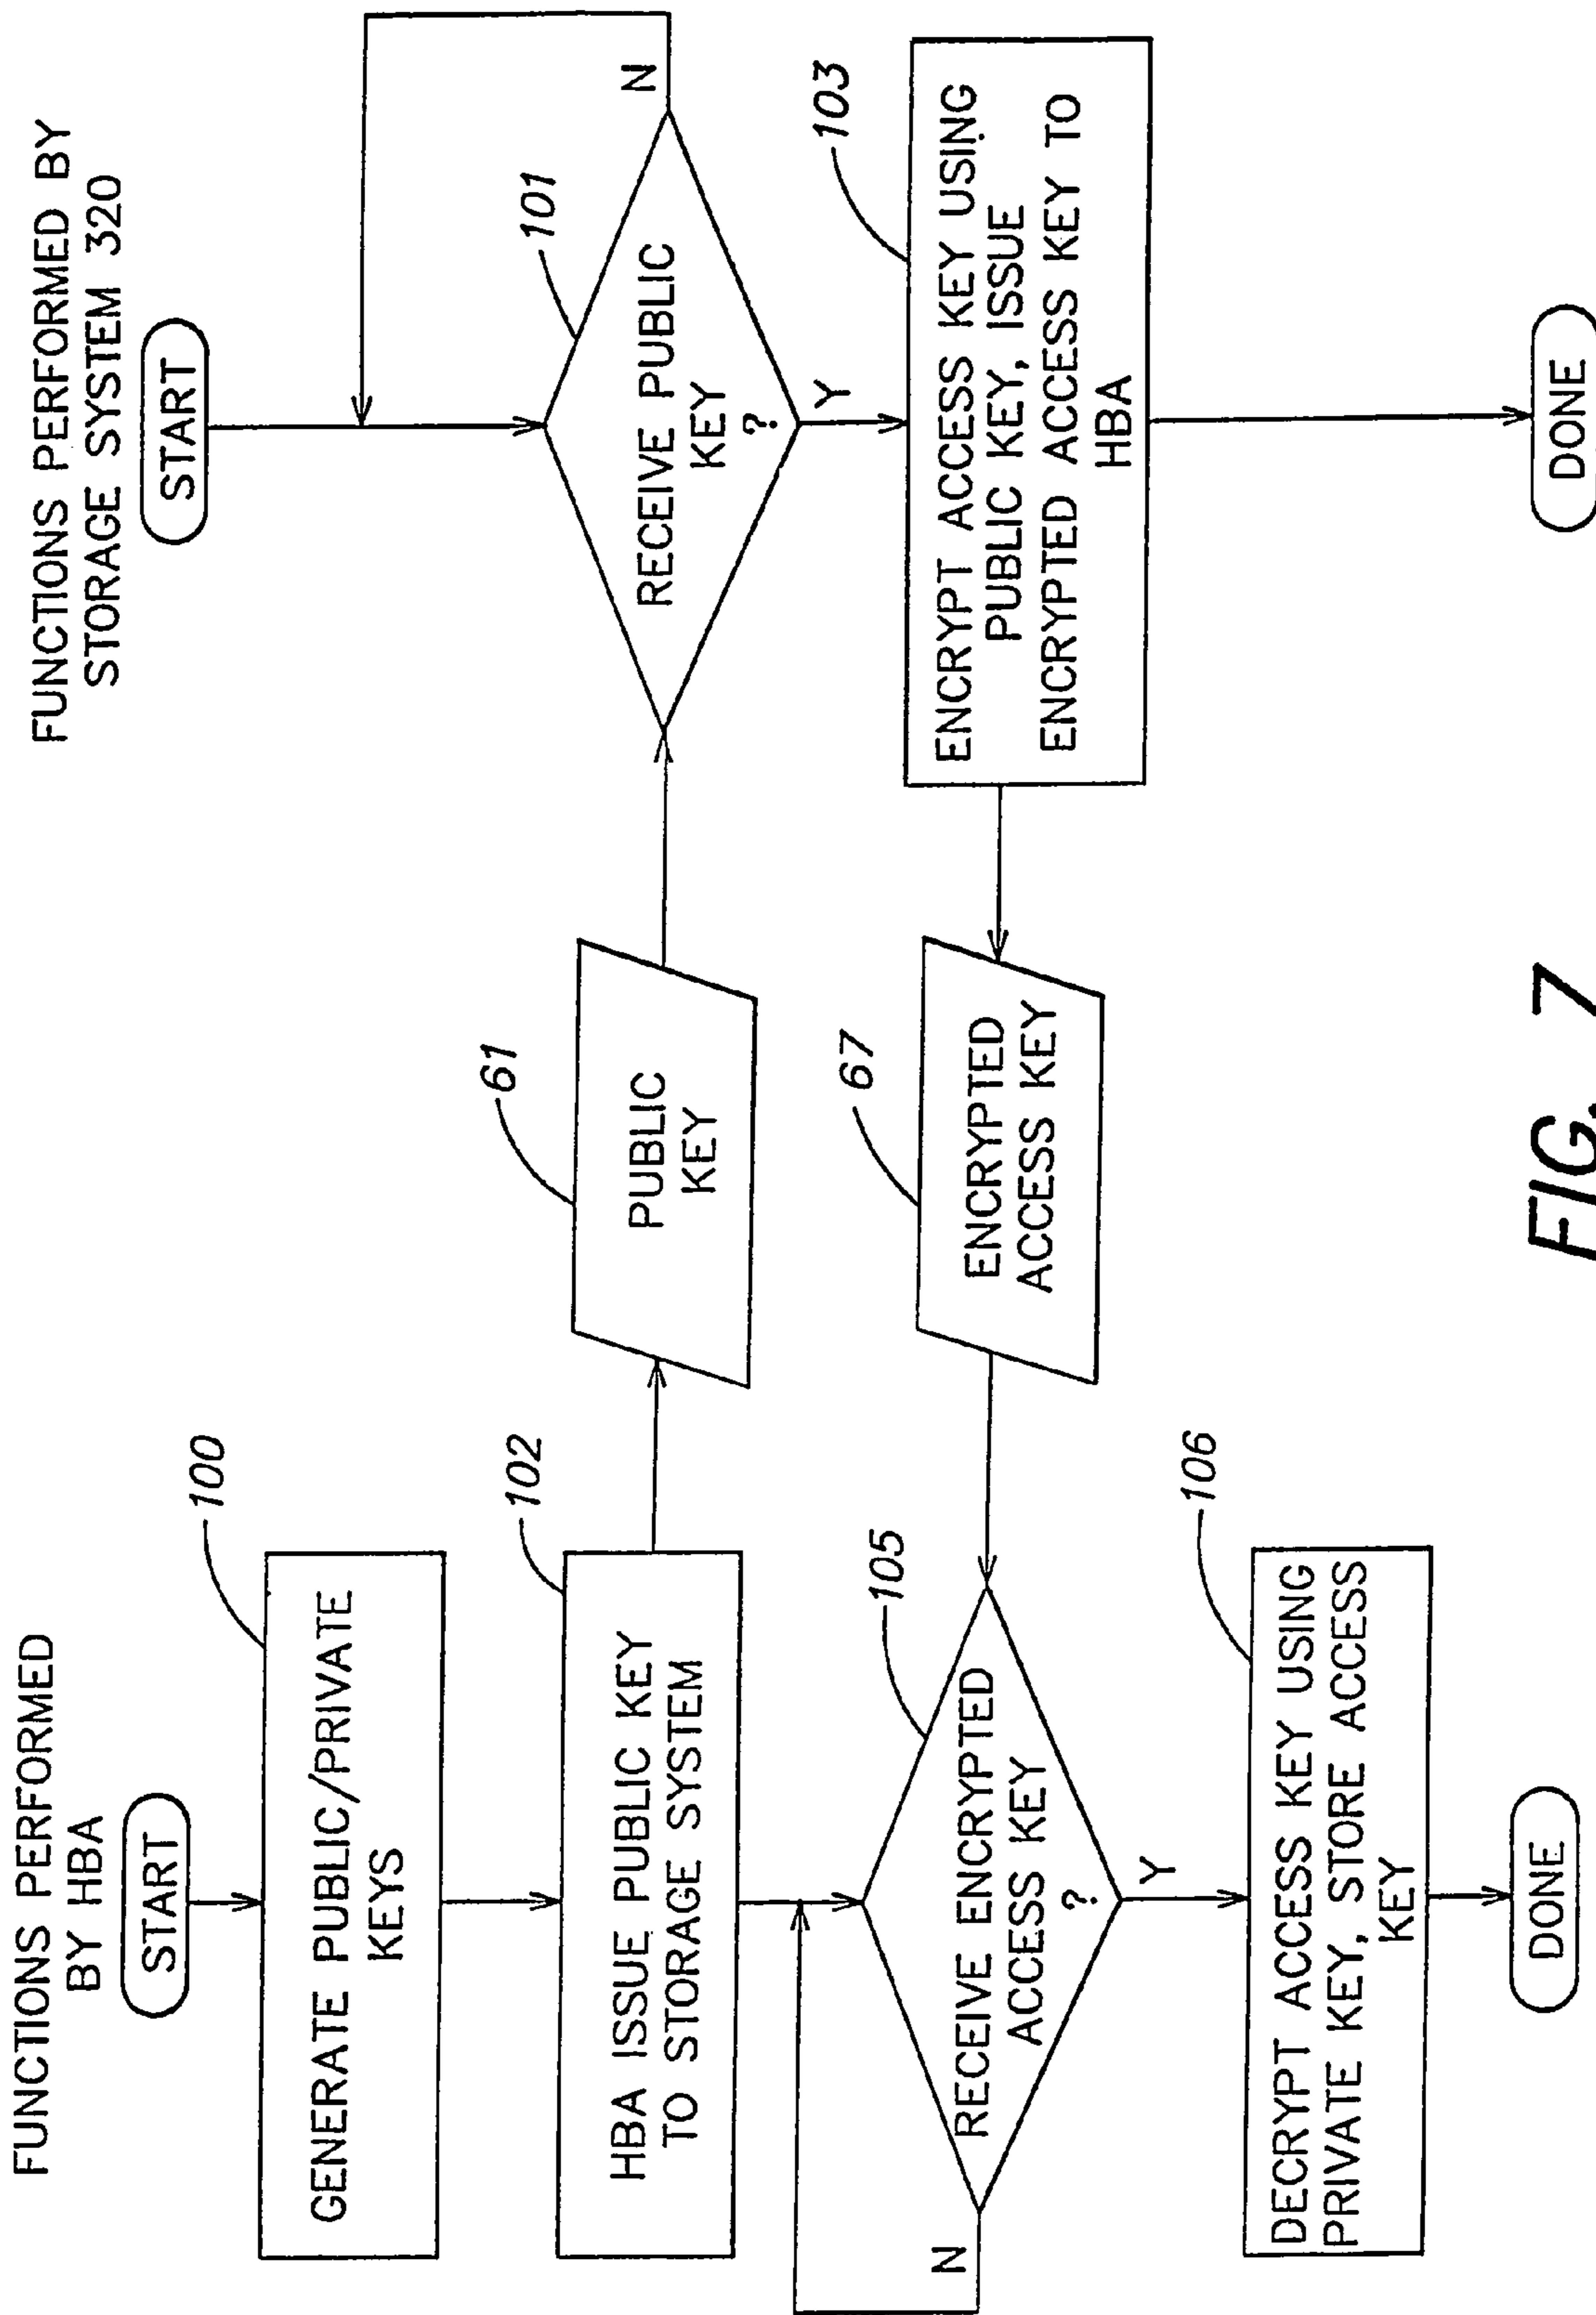 FUNCTIONS PERFORMED
BY HBA
START
100
GENERATE PUBLIC/PRIVATE
KEYS
102
HBA ISSUE PUBLIC KEY
TO STORAGE SYSTEM
105
RECEIVE ENCRYPTED
ACCESS KEY
?
N
Y
106
DECRYPT ACCESS KEY USING
PRIVATE KEY, STORE ACCESS
KEY
DONE
61
PUBLIC
KEY
67
ENCRYPTED
ACCESS KEY
FUNCTIONS PERFORMED BY
STORAGE SYSTEM 320
START
101
RECEIVE PUBLIC
KEY
?
N
Y
103
ENCRYPT ACCESS KEY USING
PUBLIC KEY, ISSUE
ENCRYPTED ACCESS KEY TO
HBA
DONE
FIG. 7